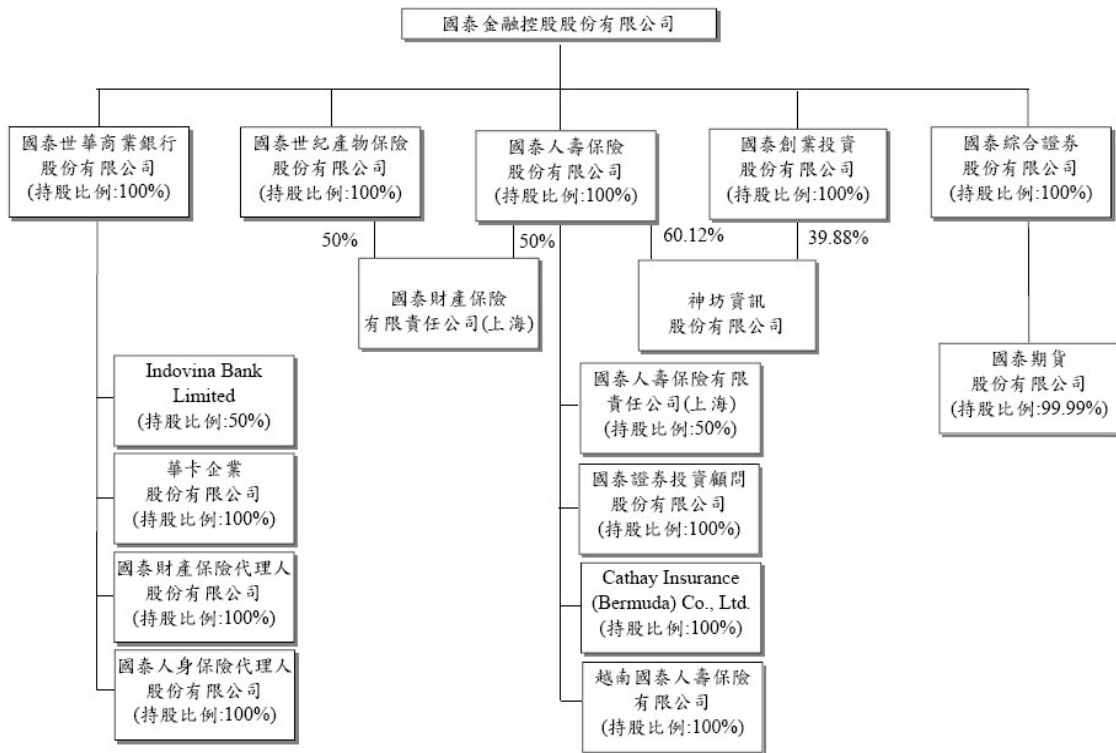 國泰金融控股股份有限公司
國泰世華商業銀行
股份有限公司
(持股比例:100%)
國泰世紀產物保險
股份有限公司
(持股比例:100%)
國泰人壽保險
股份有限公司
(持股比例:100%)
國泰創業投資
股份有限公司
(持股比例:100%)
國泰綜合證券
股份有限公司
(持股比例:100%)
50%
50%
60.12%
39.88%
國泰財產保險
有限責任公司(上海)
神坊資訊
股份有限公司
國泰期貨
股份有限公司
(持股比例:99.99%)
Indovina Bank
Limited
(持股比例:50%)
華卡企業
股份有限公司
(持股比例:100%)
國泰財產保險代理人
股份有限公司
(持股比例:100%)
國泰人身保險代理人
股份有限公司
(持股比例:100%)
國泰人壽保險有限
責任公司(上海)
(持股比例:50%)
國泰證券投資顧問
股份有限公司
(持股比例:100%)
Cathay Insurance
(Bermuda) Co., Ltd.
(持股比例:100%)
越南國泰人壽保險
有限公司
(持股比例:100%)